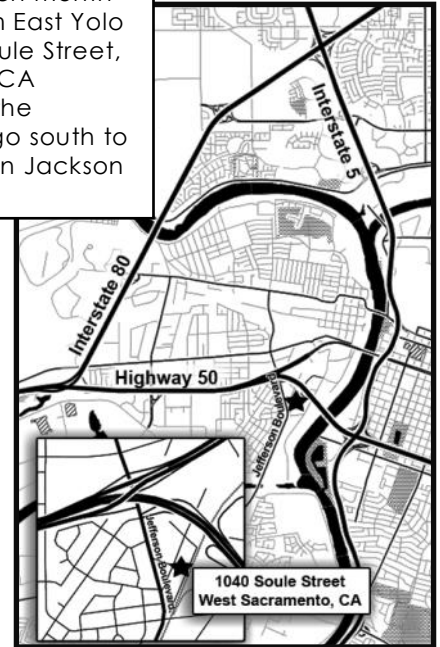 n East Yolo
ule Street,
CA
he
go south to
n Jackson
Interstate 5
Interstate 80
Highway 50
Jefferson Boulevard
Jefferson Boulevard
1040 Soule Street
West Sacramento, CA